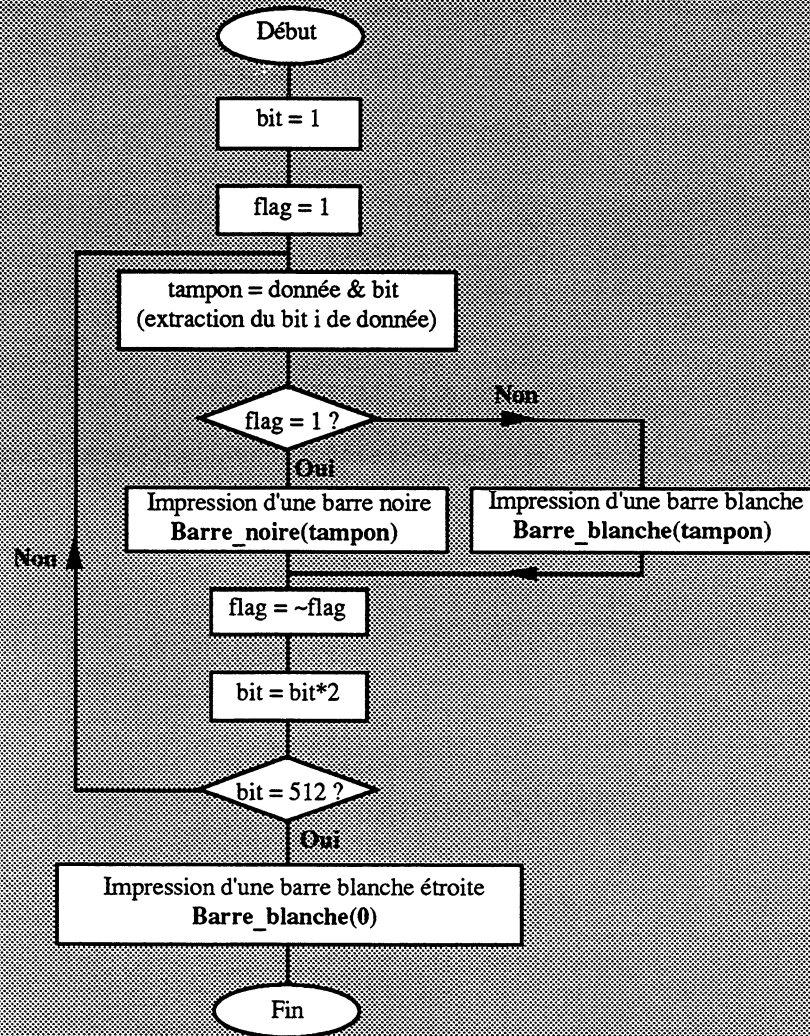 Début
bit = 1
flag = 1
tampon = donnée & bit
(extraction du bit i de donnée)
flag = 1 ?
Non
Oui
Impression d'une barre noire
Barre_noire(tampon)
Impression d'une barre blanche
Barre_blanche(tampon)
Non
flag = ~flag
bit = bit*2
bit = 512 ?
Oui
Impression d'une barre blanche étroite
Barre_blanche(0)
Fin